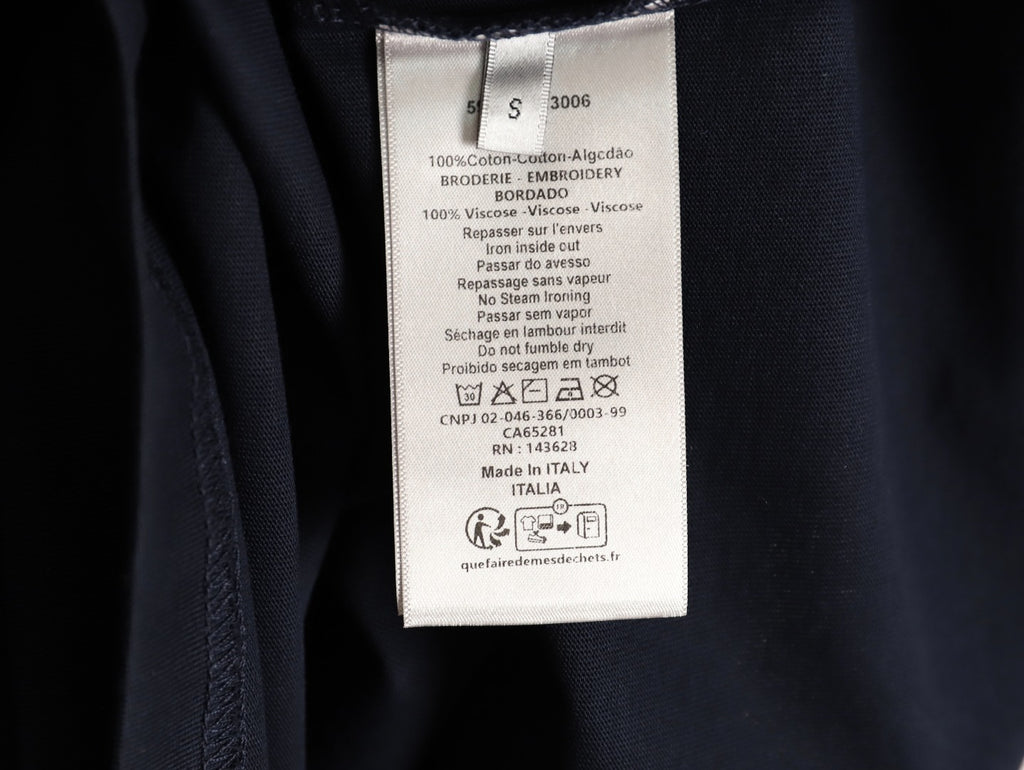 S
3006
100%Coton-Cotton-Algcdão
BRODERIE - EMBROIDERY
BORDADO
100% Viscose -Viscose -Viscose
Repasser sur l'envers
Iron inside out
Passar do avesso
Repassage sans vapeur
No Steam Ironing
Passar sem vapor
Séchage en lambour interdit
Do not fumble dry
Proibido secagem em tambot
30
CNPJ 02-046-366/0003-99
CA65281
RN : 143628
Made In ITALY
ITALIA
FR
quefairedemesdechets.fr